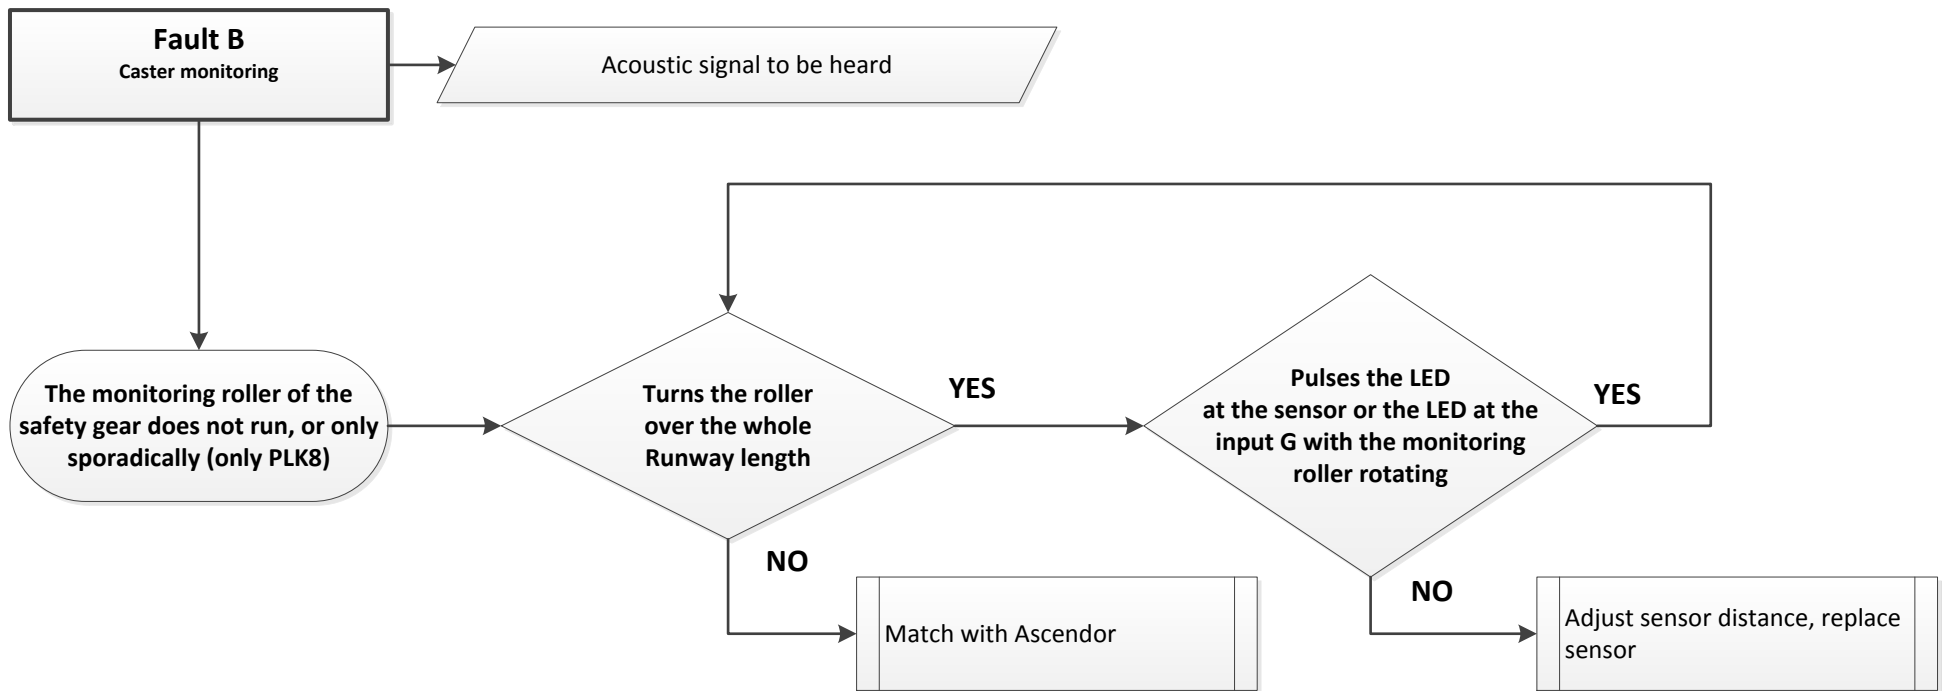 Fault B
Caster monitoring
Acoustic signal to be heard
The monitoring roller of the
safety gear does not run, or only
sporadically (only PLK8)
Turns the roller
over the whole
Runway length
YES
Pulses the LED
at the sensor or the LED at the
input G with the monitoring
roller rotating
YES
NO
Match with Ascendor
NO
Adjust sensor distance, replace
sensor